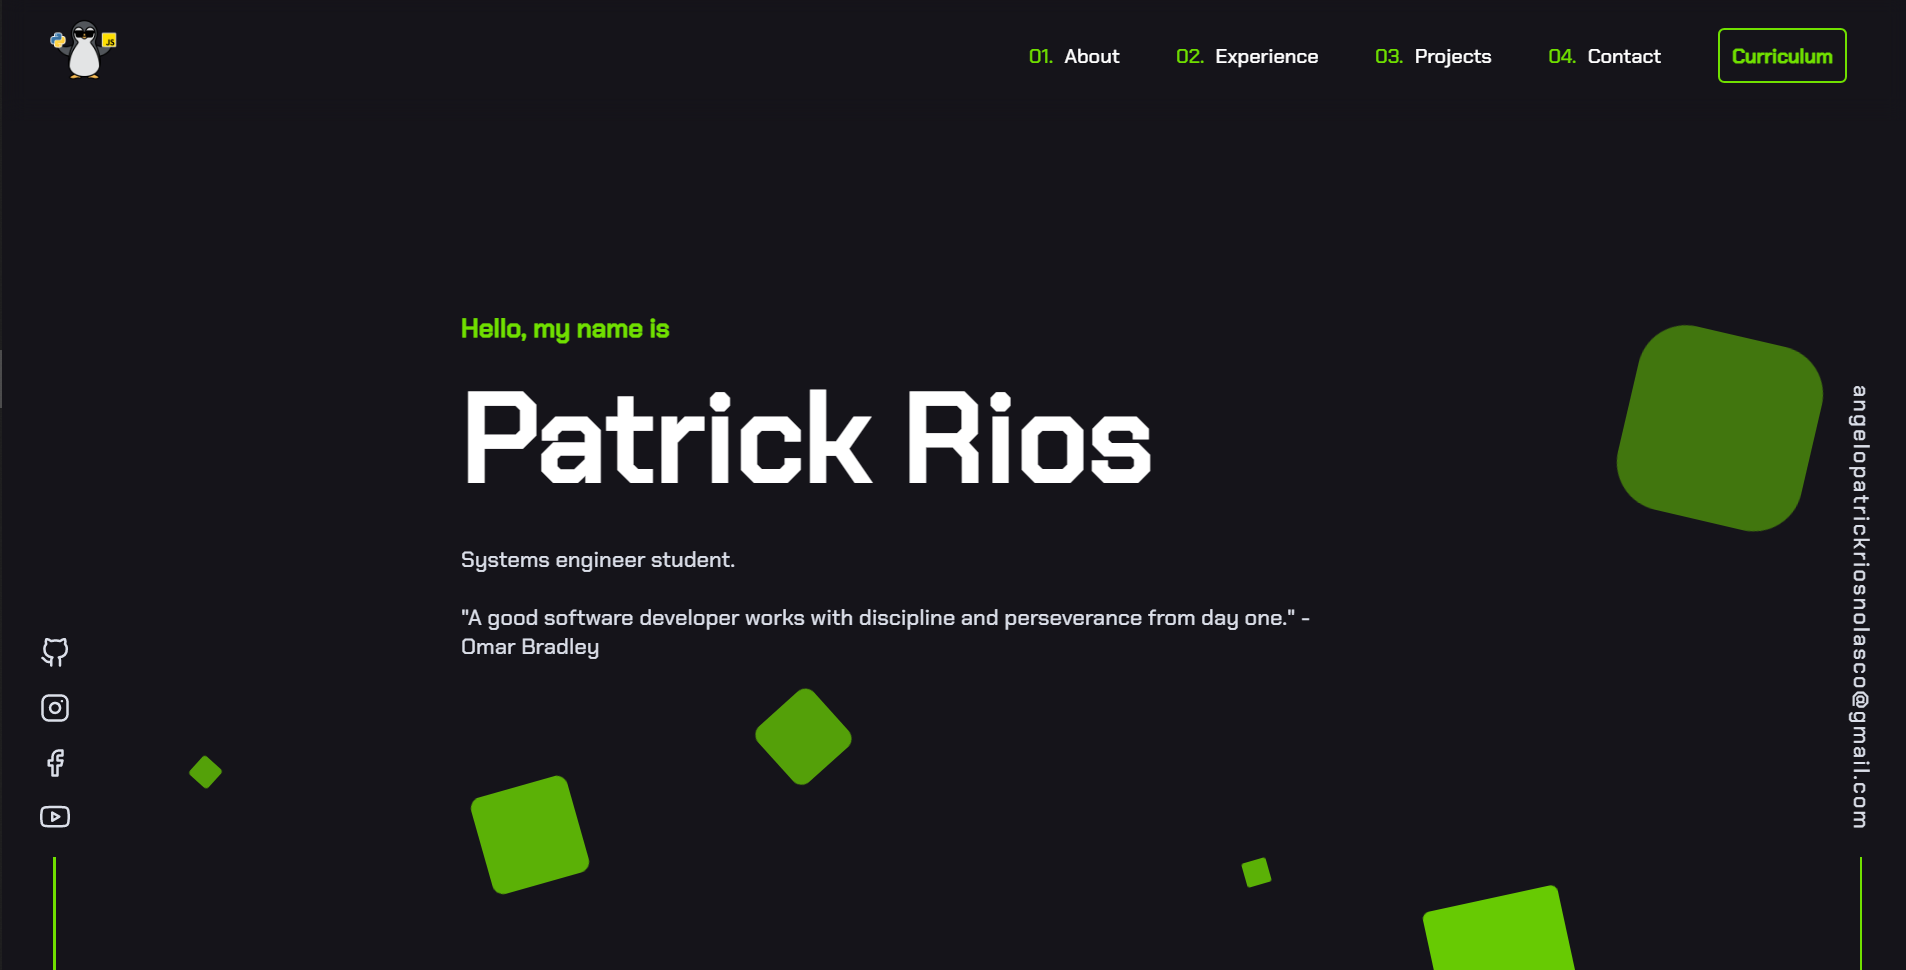 JS
01. About
02. Experience
03. Projects
04. Contact
Curriculum
Hello, my name is
Patrick Rios
Systems engineer student.
"A good software developer works with discipline and perseverance from day one." -
Omar Bradley
angelopatrickriosnolasco@gmail.com